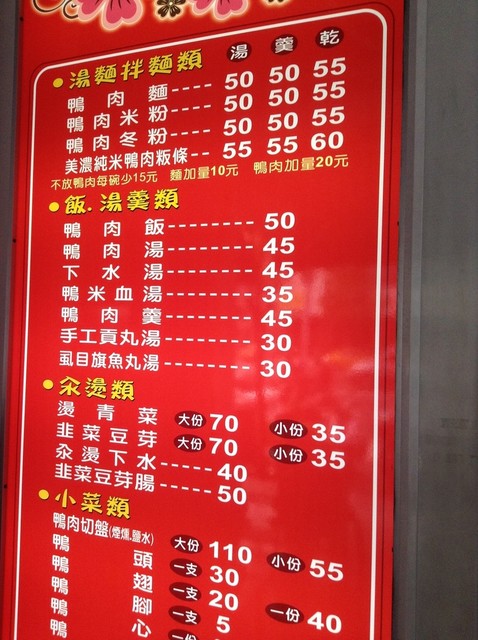 湯 羹 乾
湯麵拌麵類
鴨肉麵---- 50 50 55
鴨肉米粉---- 50 50 55
鴨肉冬粉---- 50 50 55
美濃純米鴨肉粄條-- 55 55 60
不放鴨肉每碗少15元 麵加量10元 鴨肉加量20元
飯.湯羹類
鴨肉飯-------- 50
鴨肉湯-------- 45
下水湯-------- 45
鴨米血湯-------- 35
鴨肉羹-------- 45
手工貢丸湯-------- 30
虱目旗魚丸湯-------- 30
汆燙類
燙青菜 大份 70 小份 35
韭菜豆芽 大份 70 小份 35
汆燙下水----- 40
韭菜豆芽腸----- 50
小菜類
鴨肉切盤(煙燻.鹽水) 大份 110 小份 55
鴨頭 一支 30
鴨翅 一支 20 一份 40
鴨腳 一支 5
鴨心